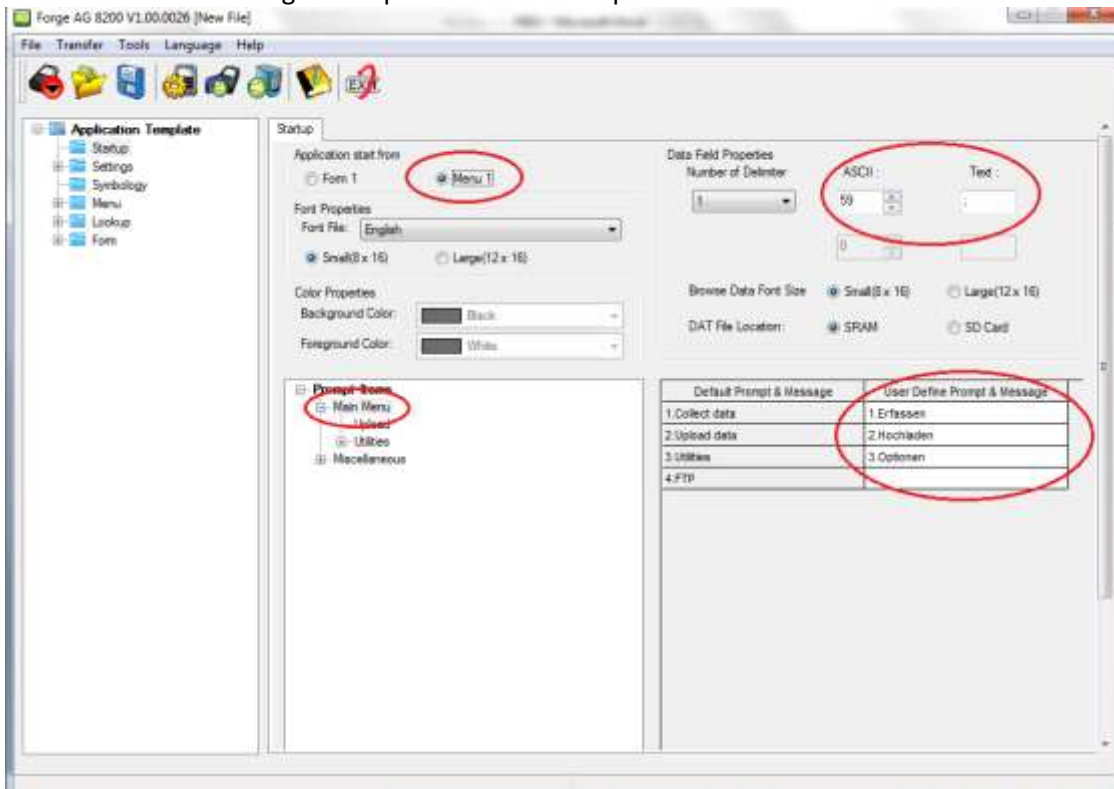 Forge AG 8200 V1.00.0026 [New File]
File Transfer Tools Language Help
EXIT
Application Template
Startup
Settings
Symbology
Menu
Lookup
Form
Startup
Application start from
Form 1
Menu 1
Font Properties
Font File: English
Small(8 x 16) Large(12 x 16)
Color Properties
Background Color: Black
Foreground Color: White
Data Field Properties
Number of Delimiter ASCII : Text :
1 59 ;
0
Browse Data Font Size Small(8 x 16) Large(12 x 16)
DAT File Location: SRAM SD Card
Prompt Items
Main Menu
Upload
Utilities
Miscellaneous
Default Prompt & Message User Define Prompt & Message
1.Collect data 1.Erfassen
2.Upload data 2.Hochladen
3.Utilities 3.Optionen
4.FTP